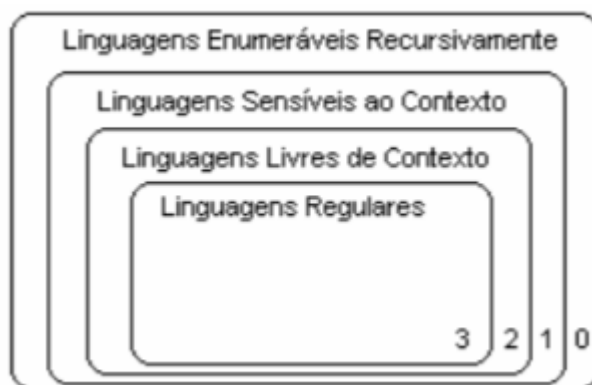 Linguagens Enumeráveis Recursivamente
Linguagens Sensíveis ao Contexto
Linguagens Livres de Contexto
Linguagens Regulares
3 2 1 0